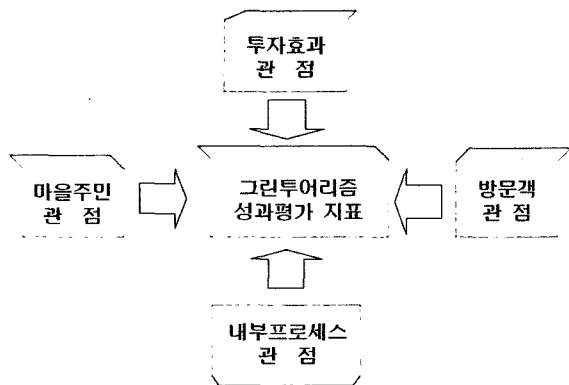 투자효과
관 점
마을주민
관 점
그린투어리즘
성과평가 지표
방문객
관 점
내부프로세스
관 점